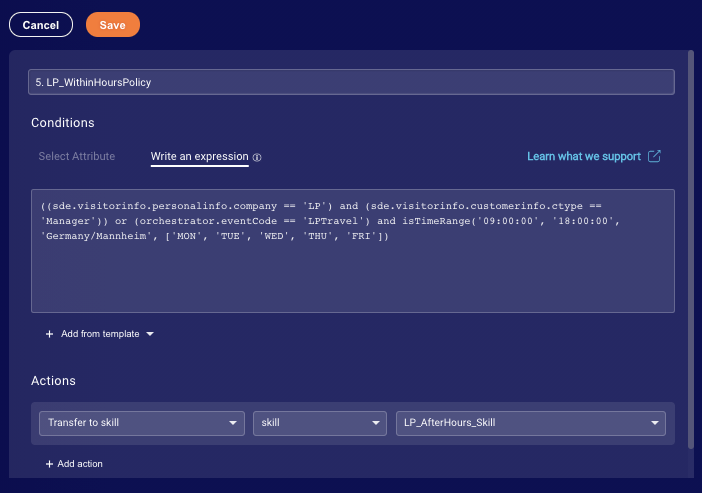 Cancel Save
5. LP_WithinHoursPolicy
Conditions
Select Attribute Write an expression Learn what we support
((sde.visitorinfo.personalinfo.company == 'LP') and (sde.visitorinfo.customerinfo.ctype ==
'Manager')) or (orchestrator.eventCode == 'LPTravel') and isTimeRange('09:00:00', '18:00:00',
'Germany/Mannheim', ['MON', 'TUE', 'WED', 'THU', 'FRI'])
+ Add from template
Actions
Transfer to skill skill LP_AfterHours_Skill
+ Add action